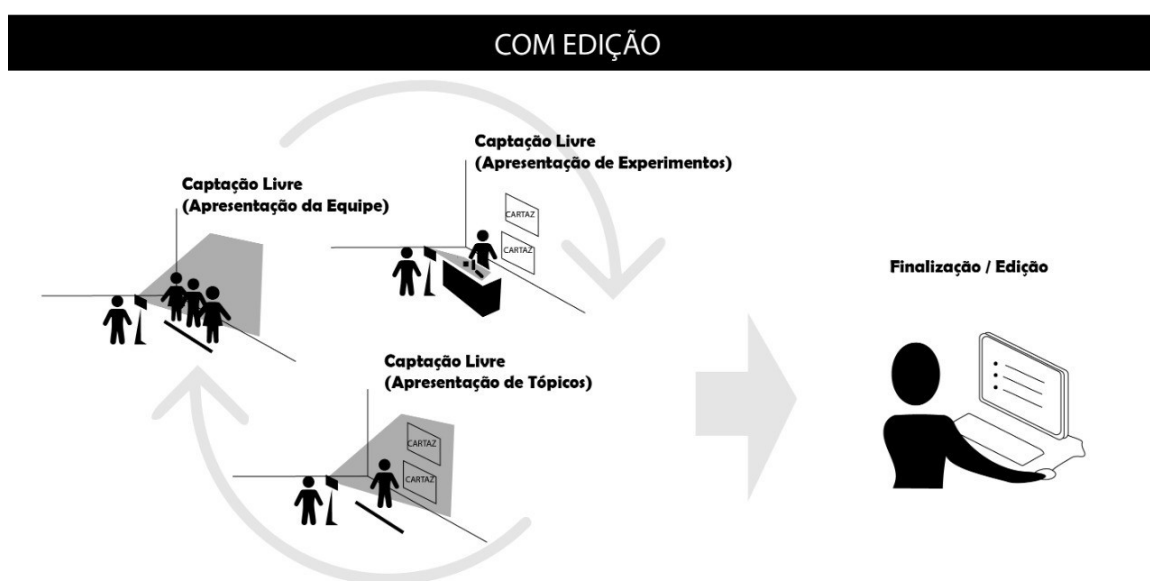 COM EDIÇÃO
Captação Livre
(Apresentação de Experimentos)
CARTAZ
CARTAZ
Captação Livre
(Apresentação da Equipe)
Finalização / Edição
Captação Livre
(Apresentação de Tópicos)
CARTAZ
CARTAZ